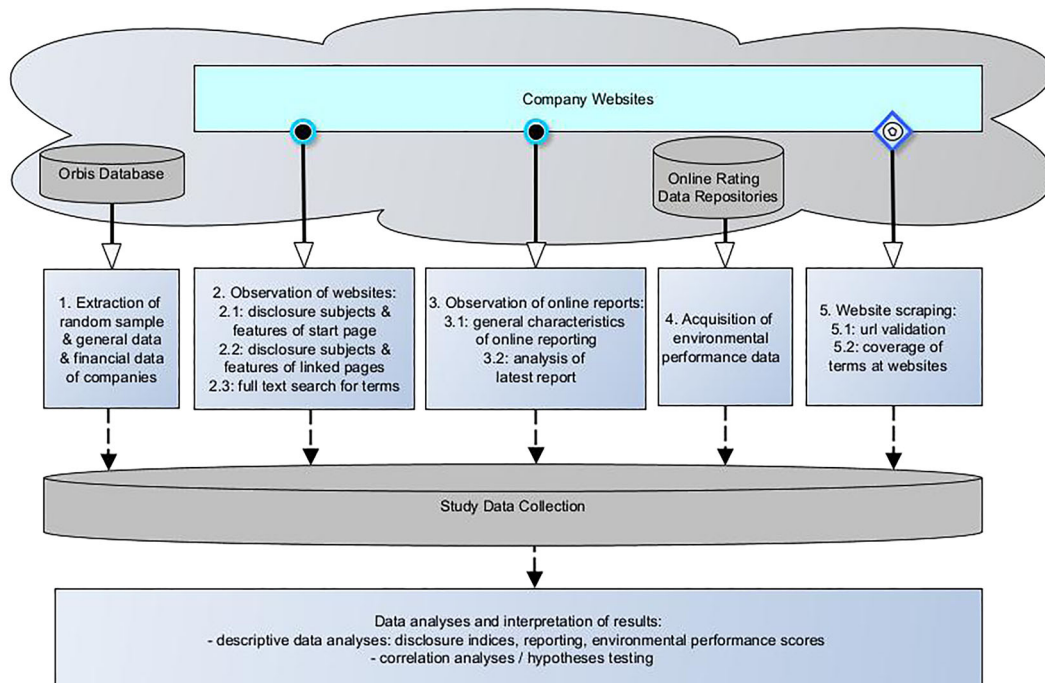 Company Websites
Orbis Database
Online Rating
Data Repositories
1. Extraction of
random sample
& general data
& financial data
of companies
2. Observation of websites:
2.1: disclosure subjects &
features of start page
2.2: disclosure subjects &
features of linked pages
2.3: full text search for terms
3. Observation of online reports:
3.1: general characteristics
of online reporting
3.2: analysis of
latest report
4. Acquisition of
environmental
performance data
5. Website scraping:
5.1: url validation
5.2: coverage of
terms at websites
Study Data Collection
Data analyses and interpretation of results:
- descriptive data analyses: disclosure indices, reporting, environmental performance scores
- correlation analyses / hypotheses testing